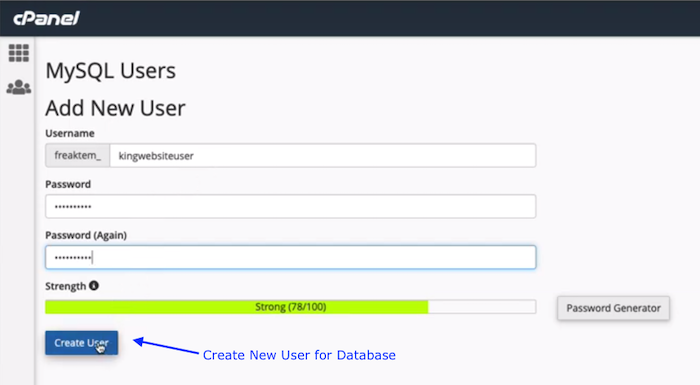 cPanel
MySQL Users
Add New User
Username
freaktem_ kingwebsiteuser
Password
••••••••••
Password (Again)
••••••••••
Strength
Strong (78/100)
Password Generator
Create User
Create New User for Database